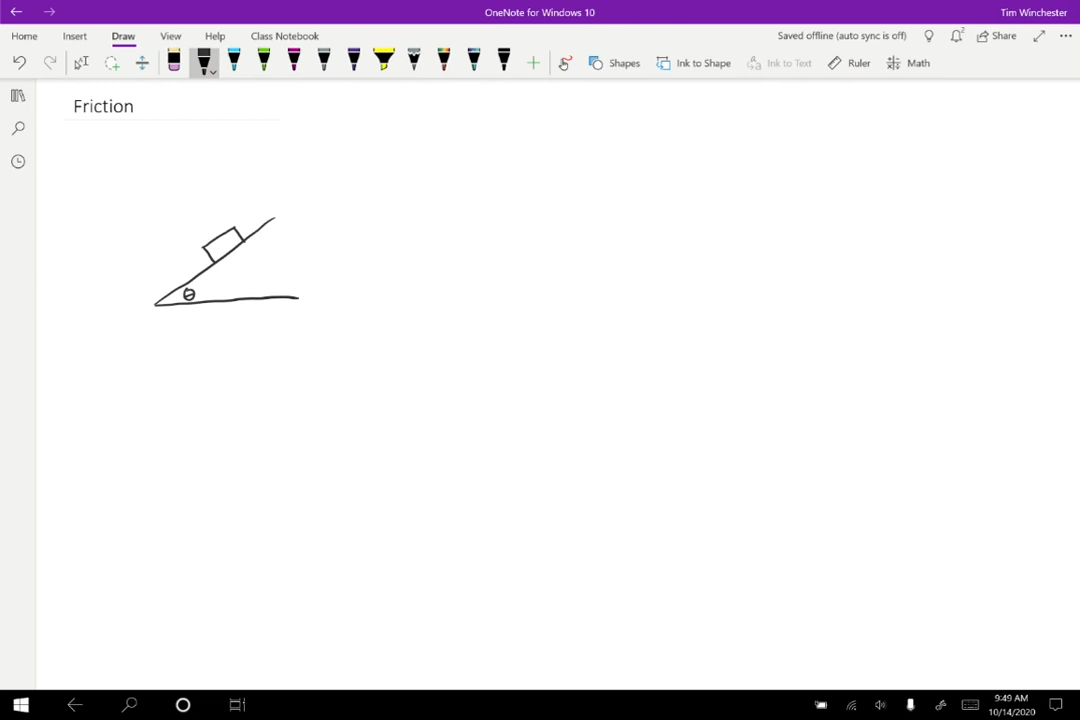 OneNote for Windows 10
Tim Winchester
Home Insert Draw View Help Class Notebook
Saved offline (auto sync is off)
Share
Shapes
Ink to Shape
Ink to Text
Ruler
Math
Friction
θ
9:49 AM
10/14/2020